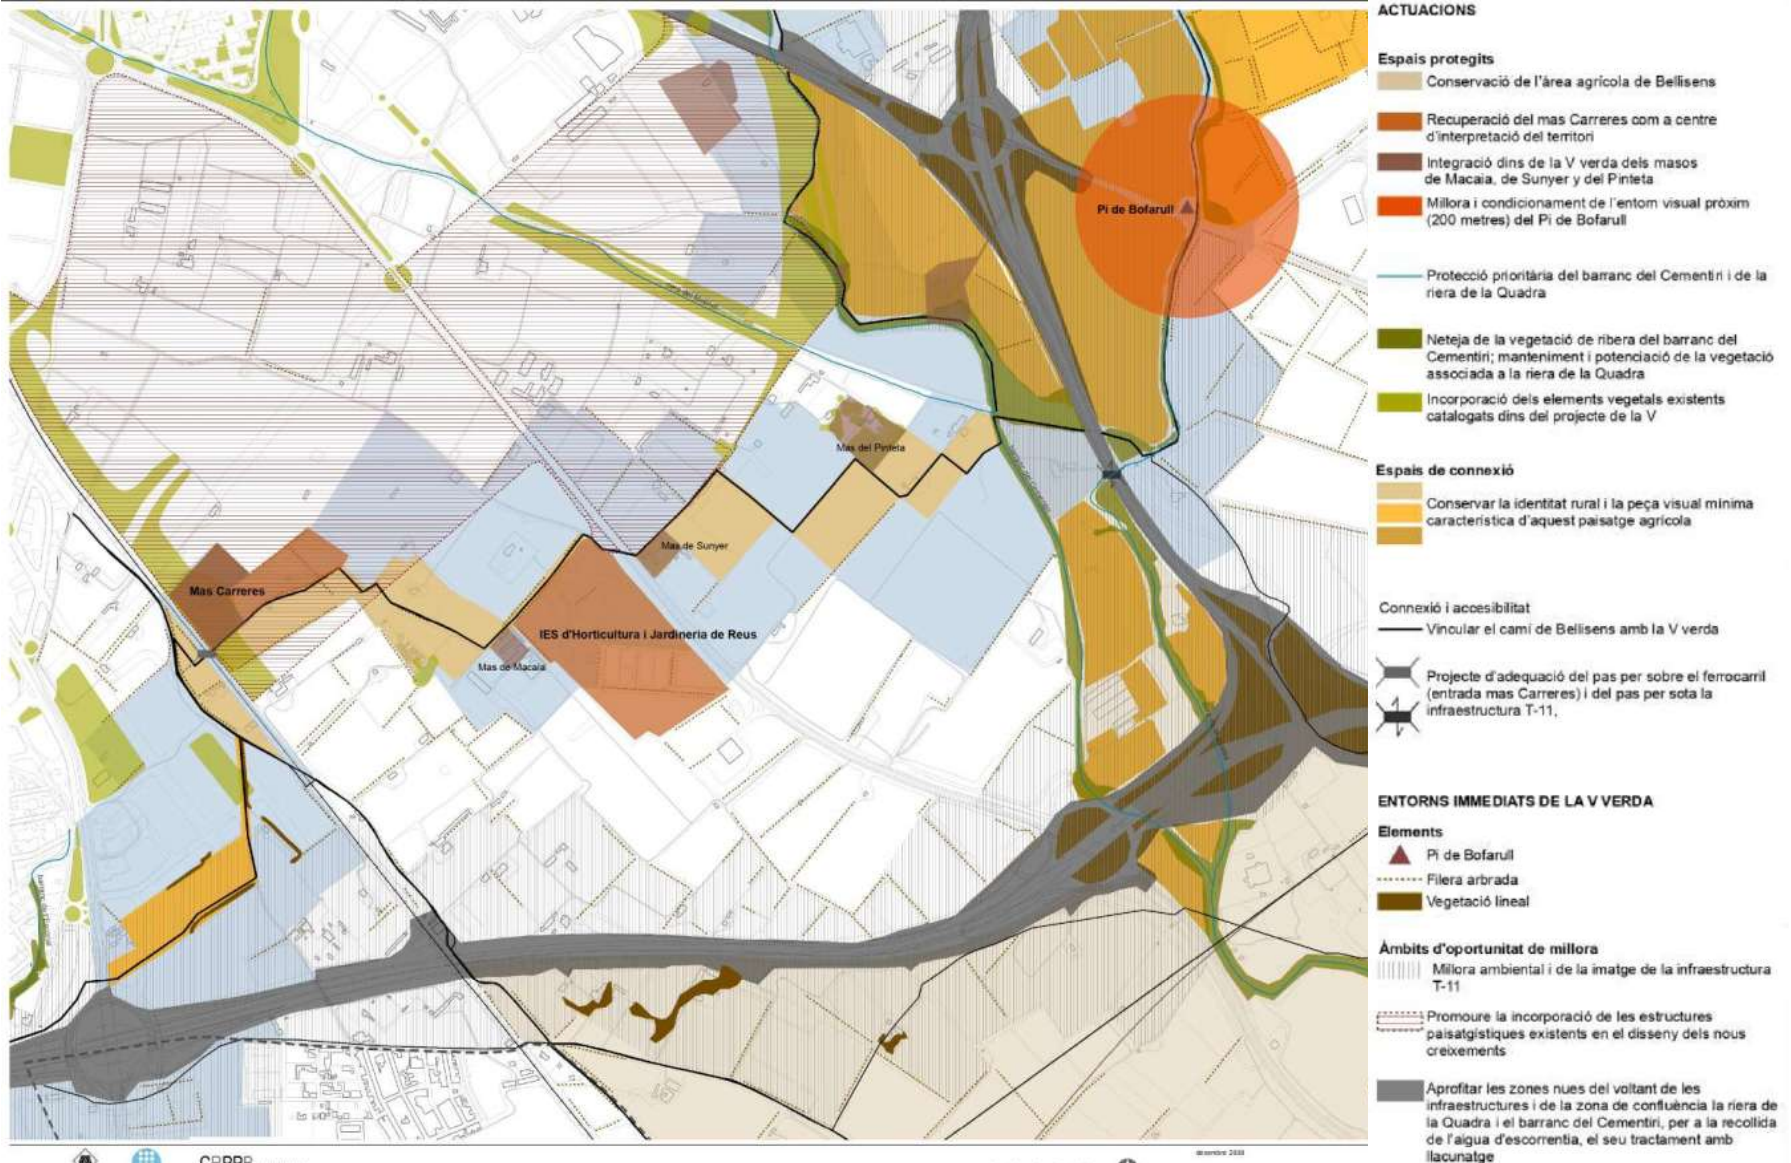 ACTUACIONS
Espais protegits
Conservació de l'àrea agrícola de Bellisens
Recuperació del mas Carreres com a centre
d'interpretació del territori
Integració dins de la V verda dels masos
de Macaia, de Sunyer y del Pinteta
Millora i condicionament de l'entorn visual pròxim
(200 metres) del Pi de Bofarull
Protecció prioritària del barranc del Cementiri i de la
riera de la Quadra
Neteja de la vegetació de ribera del barranc del
Cementiri; manteniment i potenciació de la vegetació
associada a la riera de la Quadra
Incorporació dels elements vegetals existents
catalogats dins del projecte de la V
Espais de connexió
Conservar la identitat rural i la peça visual mínima
característica d'aquest paisatge agrícola
Connexió i accesibilitat
Vincular el camí de Bellisens amb la V verda
Projecte d'adequació del pas per sobre el ferrocarril
(entrada mas Carreres) i del pas per sota la
infraestructura T-11,
ENTORNS IMMEDIATS DE LA V VERDA
Elements
Pi de Bofarull
Filera arbrada
Vegetació lineal
Àmbits d'oportunitat de millora
Millora ambiental i de la imatge de la infraestructura
T-11
Promoure la incorporació de les estructures
paisatgístiques existents en el disseny dels nous
creixements
Aprofitar les zones nues del voltant de les
infraestructures i de la zona de confluència la riera de
la Quadra i el barranc del Cementiri, per a la recollida
de l'aigua d'escorrentia, el seu tractament amb
llacunatge
Pi de Bofarull
Mas del Pinteta
Mas de Sunyer
Mas Carreres
IES d'Horticultura i Jardineria de Reus
Mas de Macaia